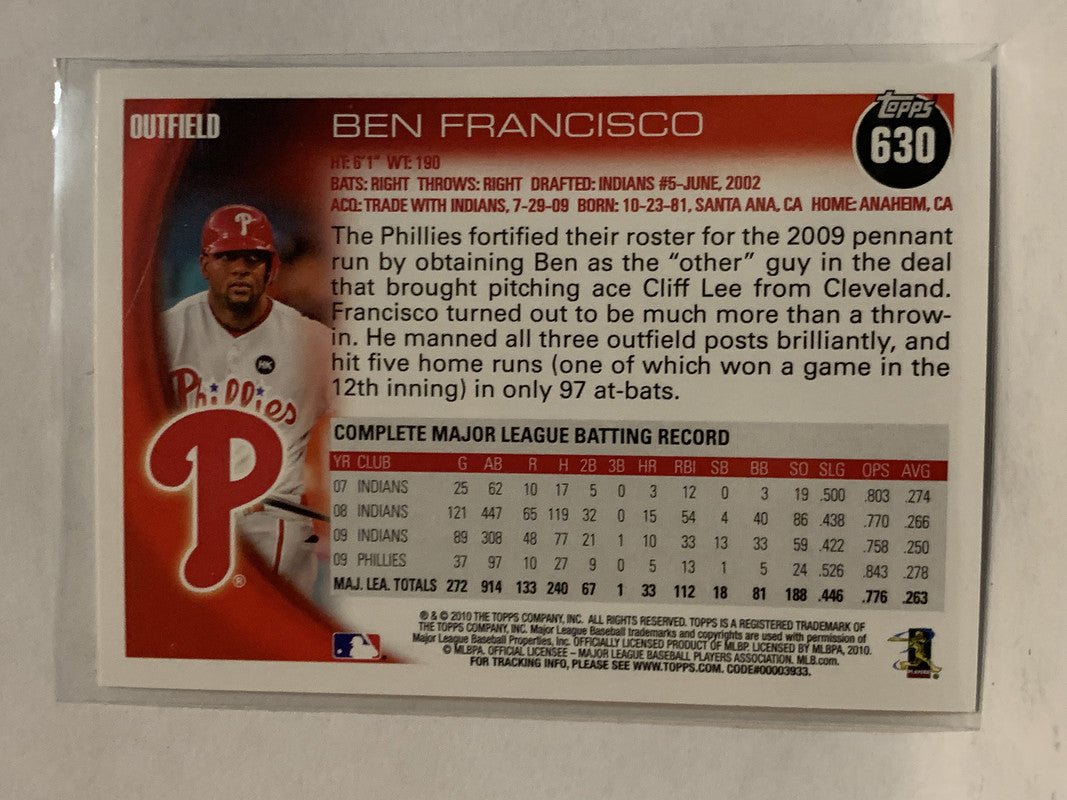 OUTFIELD
BEN FRANCISCO
TOPPS
630
HT: 6'1" WT: 190
BATS: RIGHT THROWS: RIGHT DRAFTED: INDIANS #5-JUNE, 2002
ACQ: TRADE WITH INDIANS, 7-29-09 BORN: 10-23-81, SANTA ANA, CA HOME: ANAHEIM, CA
The Phillies fortified their roster for the 2009 pennant
run by obtaining Ben as the “other” guy in the deal
that brought pitching ace Cliff Lee from Cleveland.
Francisco turned out to be much more than a throw-
in. He manned all three outfield posts brilliantly, and
hit five home runs (one of which won a game in the
12th inning) in only 97 at-bats.
P
HK
Phillies
P
®
COMPLETE MAJOR LEAGUE BATTING RECORD
YR CLUB G AB R H 2B 3B HR RBI SB BB SO SLG OPS AVG
07 INDIANS 25 62 10 17 5 0 3 12 0 3 19 .500 .803 .274
08 INDIANS 121 447 65 119 32 0 15 54 4 40 86 .438 .770 .266
09 INDIANS 89 308 48 77 21 1 10 33 13 33 59 .422 .758 .250
09 PHILLIES 37 97 10 27 9 0 5 13 1 5 24 .526 .843 .278
MAJ. LEA. TOTALS 272 914 133 240 67 1 33 112 18 81 188 .446 .776 .263
® & © 2010 THE TOPPS COMPANY, INC. ALL RIGHTS RESERVED. TOPPS IS A REGISTERED TRADEMARK OF
THE TOPPS COMPANY, INC. Major League Baseball trademarks and copyrights are used with permission of
Major League Baseball Properties, Inc. OFFICIALLY LICENSED PRODUCT OF MLBP. LICENSED BY MLBPA, 2010.
© MLBPA. OFFICIAL LICENSEE – MAJOR LEAGUE BASEBALL PLAYERS ASSOCIATION. MLB.com.
FOR TRACKING INFO, PLEASE SEE WWW.TOPPS.COM. CODE#00003933.
PLAYERS